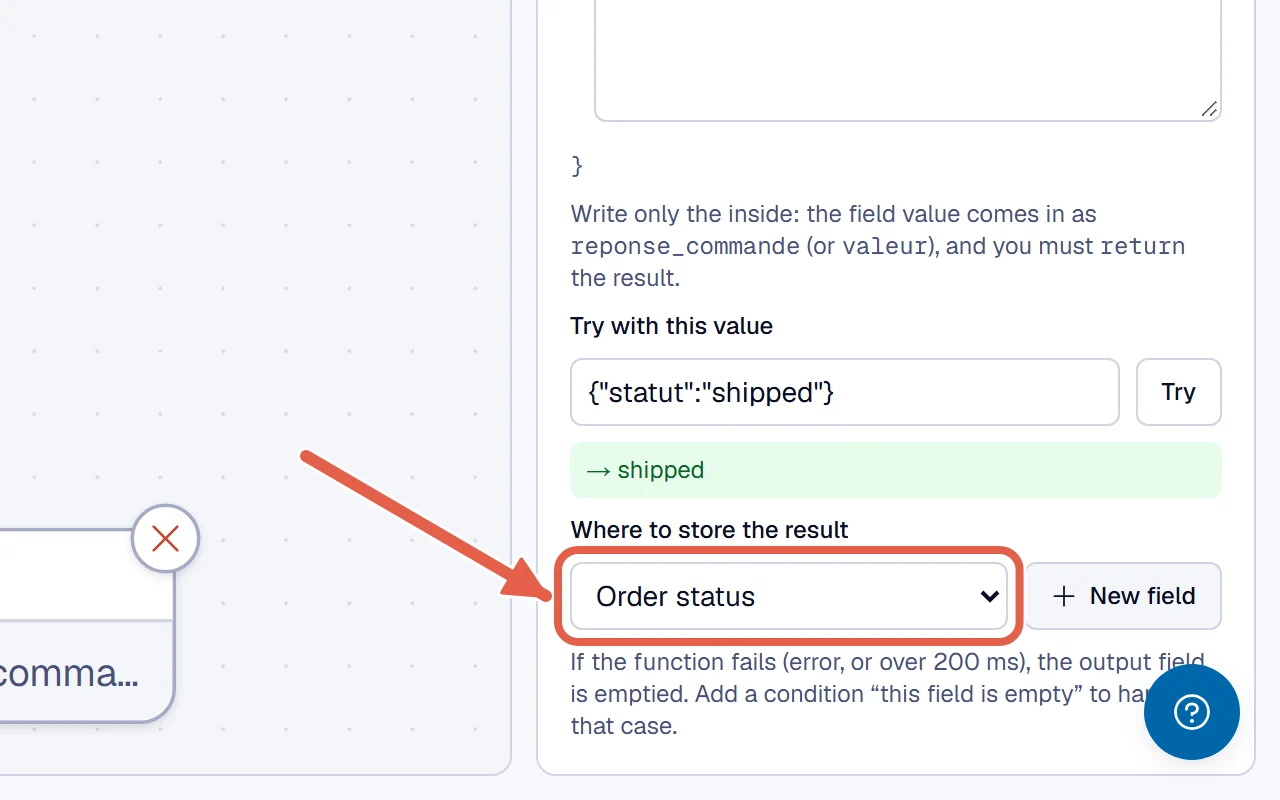 }
Write only the inside: the field value comes in as
reponse_commande (or valeur), and you must return
the result.
Try with this value
{"statut":"shipped"}
Try
→ shipped
Where to store the result
Order status
+ New field
If the function fails (error, or over 200 ms), the output field
is emptied. Add a condition “this field is empty” to
that case.
comma...